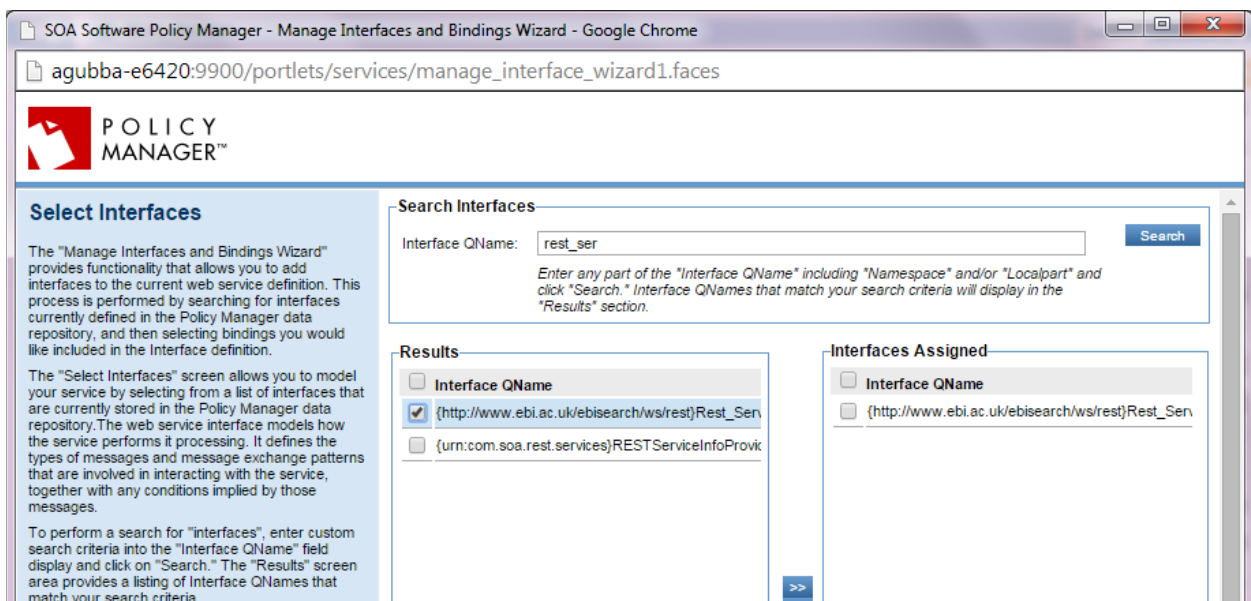 SOA Software Policy Manager - Manage Interfaces and Bindings Wizard - Google Chrome
agubba-e6420:9900/portlets/services/manage_interface_wizard1.faces
POLICY
MANAGER™
Select Interfaces
The "Manage Interfaces and Bindings Wizard"
provides functionality that allows you to add
interfaces to the current web service definition. This
process is performed by searching for interfaces
currently defined in the Policy Manager data
repository, and then selecting bindings you would
like included in the Interface definition.
The "Select Interfaces" screen allows you to model
your service by selecting from a list of interfaces that
are currently stored in the Policy Manager data
repository.The web service interface models how
the service performs it processing. It defines the
types of messages and message exchange patterns
that are involved in interacting with the service,
together with any conditions implied by those
messages.
To perform a search for "interfaces", enter custom
search criteria into the "Interface QName" field
display and click on "Search." The "Results" screen
area provides a listing of Interface QNames that
match your search criteria
Search Interfaces
Interface QName: rest_ser Search
Enter any part of the "Interface QName" including "Namespace" and/or "Localpart" and
click "Search." Interface QNames that match your search criteria will display in the
"Results" section.
Results
Interface QName
{http://www.ebi.ac.uk/ebisearch/ws/rest}Rest_Serv
{urn:com.soa.rest.services}RESTServiceInfoProvid
>>
Interfaces Assigned
Interface QName
{http://www.ebi.ac.uk/ebisearch/ws/rest}Rest_Serv